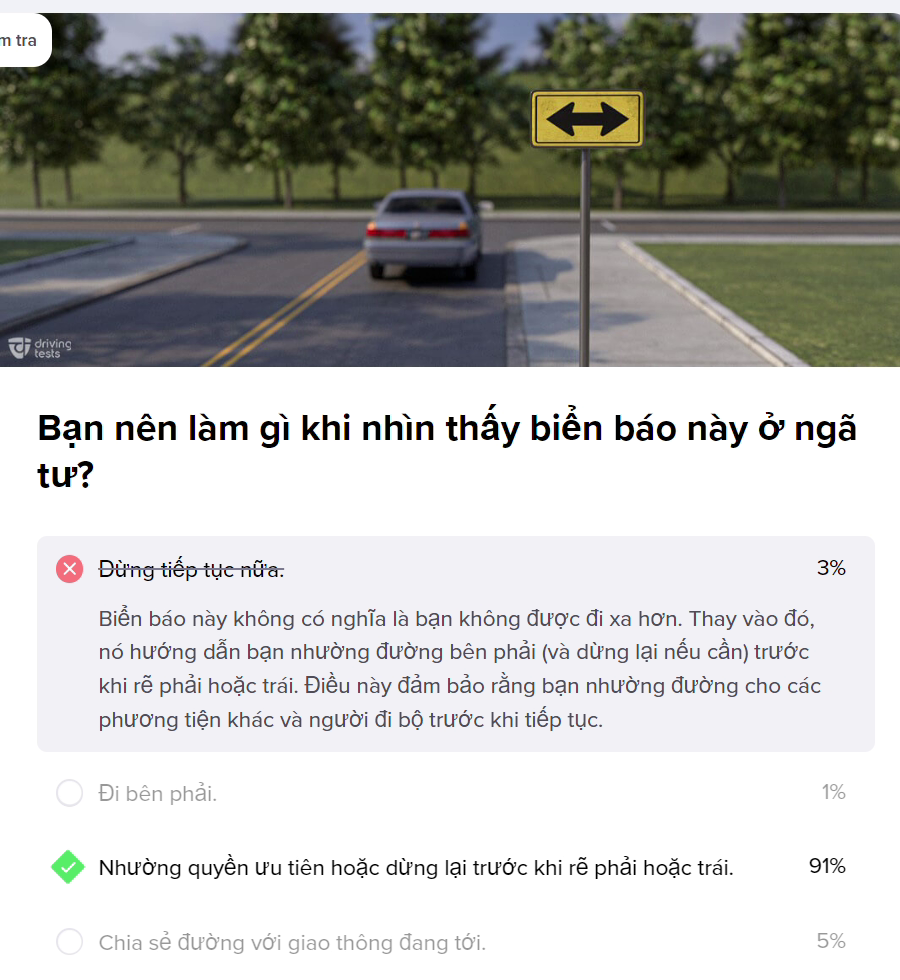 m tra
driving
tests
Bạn nên làm gì khi nhìn thấy biển báo này ở ngã
tư?
Dừng tiếp tục nữa.
3%
Biển báo này không có nghĩa là bạn không được đi xa hơn. Thay vào đó,
nó hướng dẫn bạn nhường đường bên phải (và dừng lại nếu cần) trước
khi rẽ phải hoặc trái. Điều này đảm bảo rằng bạn nhường đường cho các
phương tiện khác và người đi bộ trước khi tiếp tục.
Đi bên phải.
1%
Nhường quyền ưu tiên hoặc dừng lại trước khi rẽ phải hoặc trái.
91%
Chia sẻ đường với giao thông đang tới.
5%